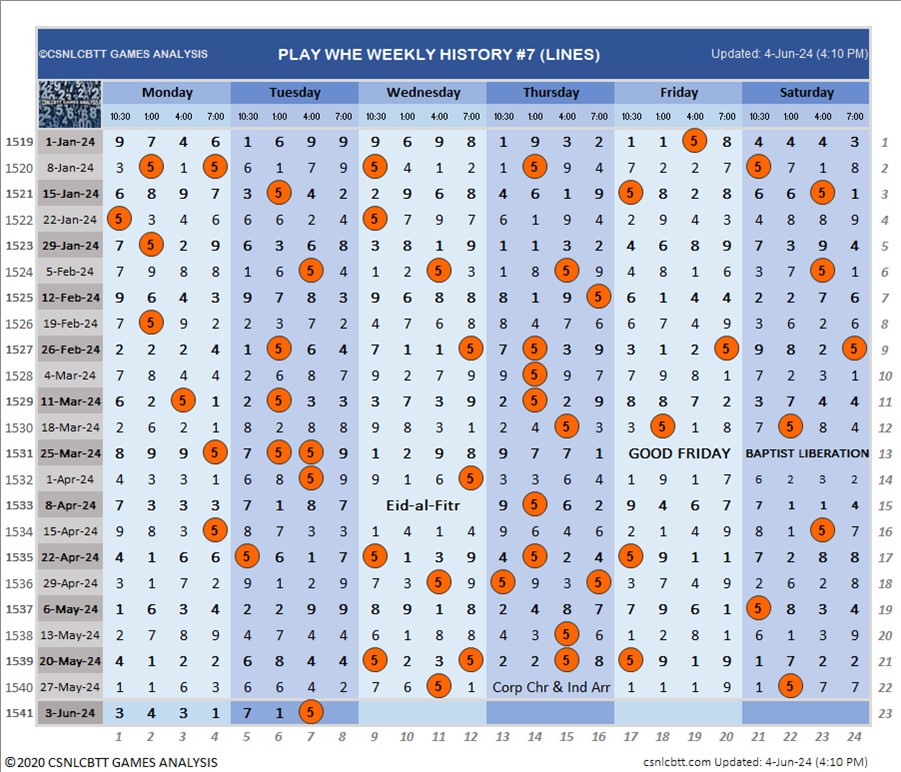 ©CSNLCBTT GAMES ANALYSIS PLAY WHE WEEKLY HISTORY #7 (LINES) Updated: 4-Jun-24 (4:10 PM)
CSNLCBTT GAMES ANALYSIS Monday Tuesday Wednesday Thursday Friday Saturday
10:30 1:00 4:00 7:00 10:30 1:00 4:00 7:00 10:30 1:00 4:00 7:00 10:30 1:00 4:00 7:00 10:30 1:00 4:00 7:00 10:30 1:00 4:00 7:00
1519 1-Jan-24 9 7 4 6 1 6 9 9 9 6 9 8 1 9 3 2 1 1 5 8 4 4 4 3 1
1520 8-Jan-24 3 5 1 5 6 1 7 9 5 4 1 2 1 5 9 4 7 2 2 7 5 7 1 8 2
1521 15-Jan-24 6 8 9 7 3 5 4 2 2 9 6 8 4 6 1 9 5 8 2 8 6 6 5 1 3
1522 22-Jan-24 5 3 4 6 6 6 2 4 5 7 9 7 6 1 9 4 2 9 4 3 4 8 8 9 4
1523 29-Jan-24 7 5 2 9 6 3 6 8 3 8 1 9 1 1 3 2 4 6 8 9 7 3 9 4 5
1524 5-Feb-24 7 9 8 8 1 6 5 4 1 2 5 3 1 8 5 9 4 8 1 6 3 7 5 1 6
1525 12-Feb-24 9 6 4 3 9 7 8 3 9 6 8 8 8 1 9 5 6 1 4 4 2 2 7 6 7
1526 19-Feb-24 7 5 9 2 2 3 7 2 4 7 6 8 8 4 7 6 6 7 4 9 3 6 2 6 8
1527 26-Feb-24 2 2 2 4 1 5 6 4 7 1 1 5 7 5 3 9 3 1 2 5 9 8 2 5 9
1528 4-Mar-24 7 8 4 4 2 6 8 7 9 2 7 9 9 5 9 7 7 9 8 1 7 2 3 1 10
1529 11-Mar-24 6 2 5 1 2 5 3 3 3 7 3 9 2 5 2 9 8 8 7 2 3 7 4 4 11
1530 18-Mar-24 2 6 2 1 8 2 8 8 9 8 3 1 2 4 5 3 3 5 1 8 7 5 8 4 12
1531 25-Mar-24 8 9 9 5 7 5 5 9 1 2 9 8 9 7 7 1 GOOD FRIDAY BAPTIST LIBERATION 13
1532 1-Apr-24 4 3 3 1 6 8 5 9 9 1 6 5 3 3 6 4 1 9 1 7 6 2 3 2 14
1533 8-Apr-24 7 3 3 3 7 1 8 7 Eid-al-Fitr 9 5 6 2 9 4 6 7 7 1 1 4 15
1534 15-Apr-24 9 8 3 5 8 7 3 3 1 4 1 4 9 6 4 6 2 1 4 9 8 1 5 7 16
1535 22-Apr-24 4 1 6 6 5 6 1 7 5 1 3 9 4 5 2 4 5 9 1 1 7 2 8 8 17
1536 29-Apr-24 3 1 7 2 9 1 2 9 7 3 5 9 5 9 3 5 3 7 4 9 2 6 2 8 18
1537 6-May-24 1 6 3 4 2 2 9 9 8 9 1 8 2 4 8 7 7 9 6 1 5 8 3 4 19
1538 13-May-24 2 7 8 9 4 7 4 4 6 1 8 8 4 3 5 6 1 2 8 1 6 1 3 9 20
1539 20-May-24 4 1 2 2 6 8 4 4 5 2 3 5 2 2 5 8 5 9 1 9 1 7 2 2 21
1540 27-May-24 1 1 6 3 6 6 4 2 7 6 5 1 Corp Chr & Ind Arr 1 1 1 9 1 5 7 7 22
1541 3-Jun-24 3 4 3 1 7 1 5 23
1 2 3 4 5 6 7 8 9 10 11 12 13 14 15 16 17 18 19 20 21 22 23 24
©2020 CSNLCBTT GAMES ANALYSIS csnlcbtt.com Updated: 4-Jun-24 (4:10 PM)